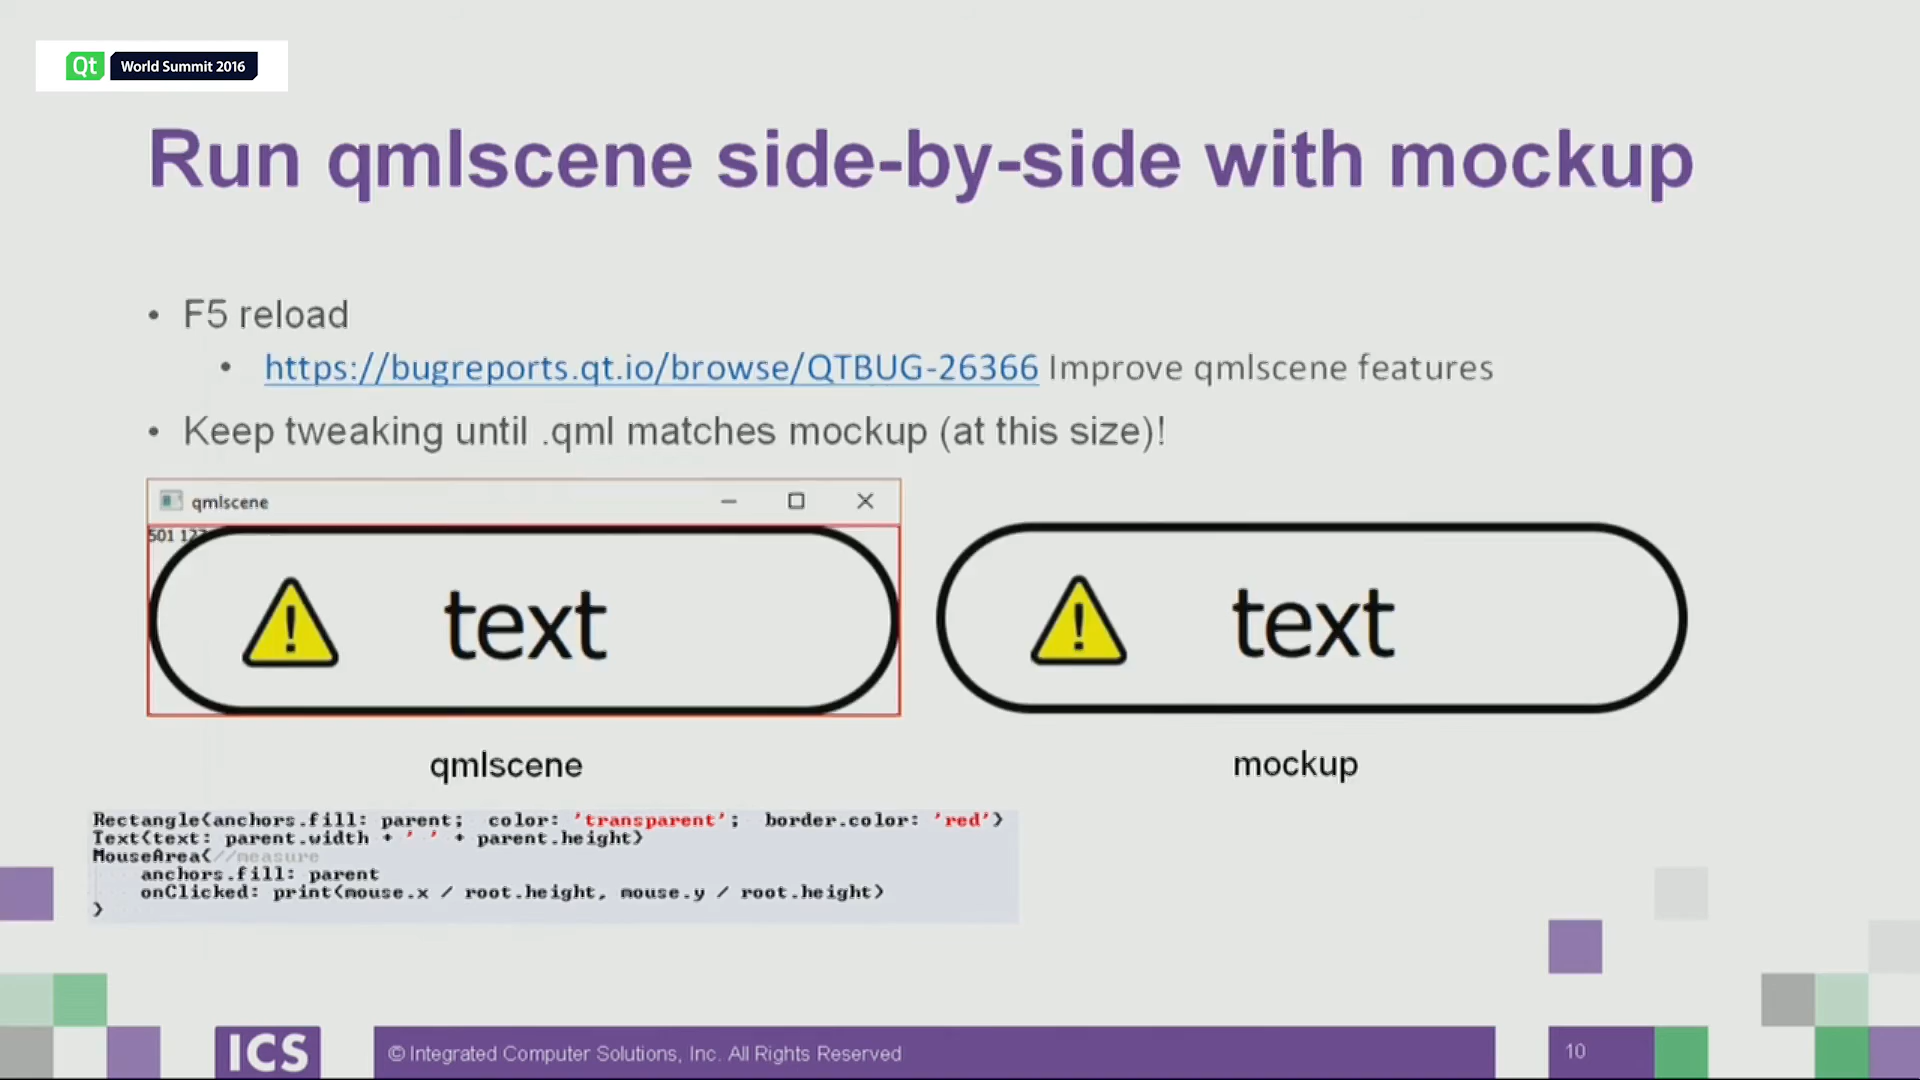 Qt World Summit 2016
Run qmlscene side-by-side with mockup
• F5 reload
• https://bugreports.qt.io/browse/QTBUG-26366 Improve qmlscene features
• Keep tweaking until .qml matches mockup (at this size)!
qmlscene
501
! text
! text
qmlscene
mockup
Rectangle{anchors.fill: parent; color: 'transparent'; border.color: 'red'}
Text{text: parent.width + ' ' + parent.height}
MouseArea{//measure
anchors.fill: parent
onClicked: print(mouse.x / root.height, mouse.y / root.height)
}
ICS
© Integrated Computer Solutions, Inc. All Rights Reserved
10